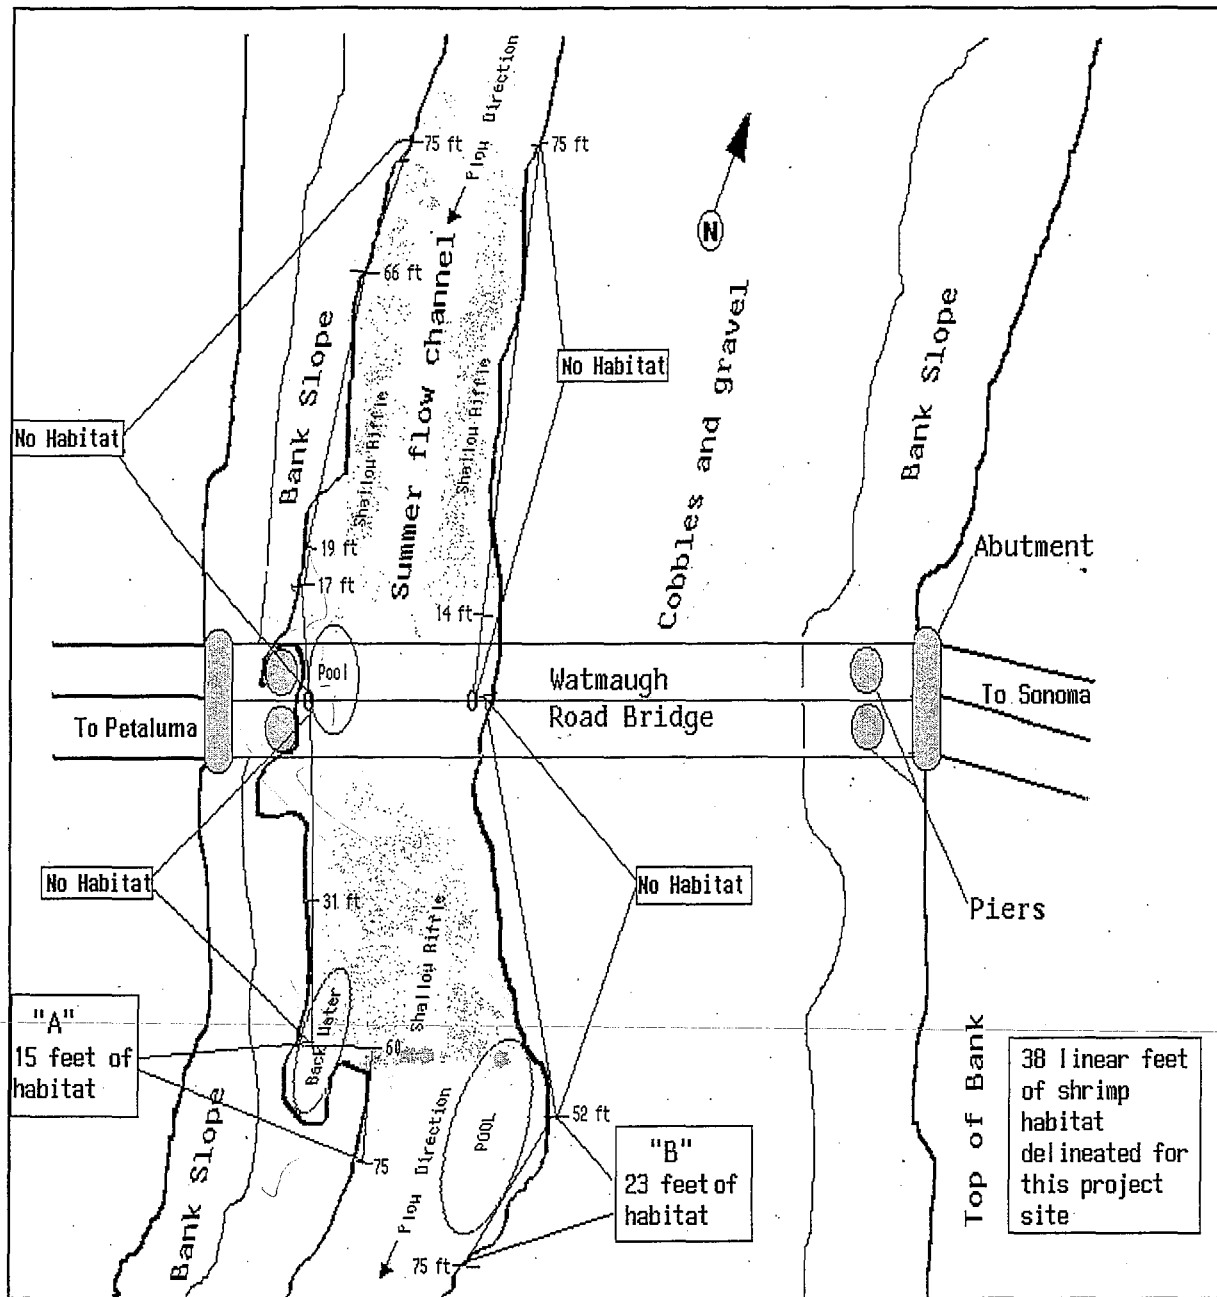 Flow Direction
75 ft
75 ft
N
66 ft
Summer flow channel
Bank Slope
Shallow Riffle
Shallow Riffle
No Habitat
No Habitat
Cobbles and gravel
Bank Slope
19 ft
17 ft
14 ft
Abutment
Pool
Watmaugh
Road Bridge
To Petaluma
To Sonoma
No Habitat
No Habitat
31 ft
Shallow Riffle
Piers
Back Water
"A"
15 feet of
habitat
60
75
Bank Slope
Flow Direction
POOL
52 ft
75 ft
"B"
23 feet of
habitat
Top of Bank
38 linear feet
of shrimp
habitat
delineated for
this project
site